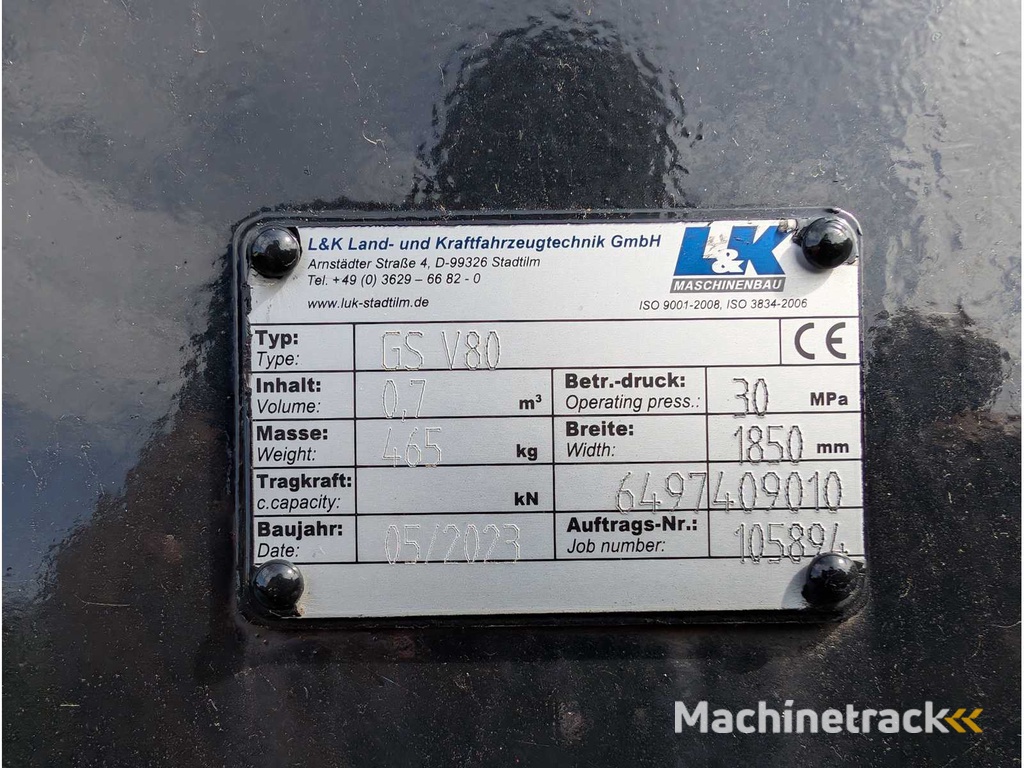 L&K Land- und Kraftfahrzeugtechnik GmbH
Arnstädter Straße 4, D-99326 Stadtilm
Tel. +49 (0) 3629 – 66 82 - 0
www.luk-stadtilm.de
L&K
MASCHINENBAU
ISO 9001-2008, ISO 3834-2006
Typ:
Type:
GS V80
CE
Inhalt:
Volume:
0,7
m³
Betr.-druck:
Operating press.:
30
MPa
Masse:
Weight:
465
kg
Breite:
Width:
1850
mm
Tragkraft:
c.capacity:
kN
6497409010
Baujahr:
Date:
05/2023
Auftrags-Nr.:
Job number:
105894
Machinetrack